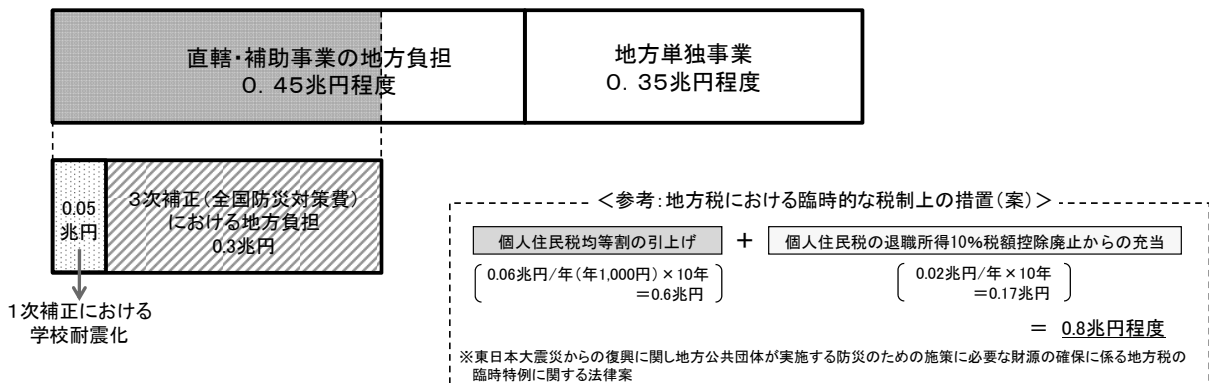 直轄・補助事業の地方負担
０．４５兆円程度
地方単独事業
０．３５兆円程度
0.05
兆円
３次補正（全国防災対策費）
における地方負担
0.3兆円
１次補正における
学校耐震化
＜参考：地方税における臨時的な税制上の措置（案）＞
個人住民税均等割の引上げ
＋
個人住民税の退職所得10％税額控除廃止からの充当
0.06兆円/年（年1,000円）×10年
＝0.6兆円
0.02兆円/年×10年
＝0.17兆円
＝ 0.8兆円程度
※東日本大震災からの復興に関し地方公共団体が実施する防災のための施策に必要な財源の確保に係る地方税の
臨時特例に関する法律案